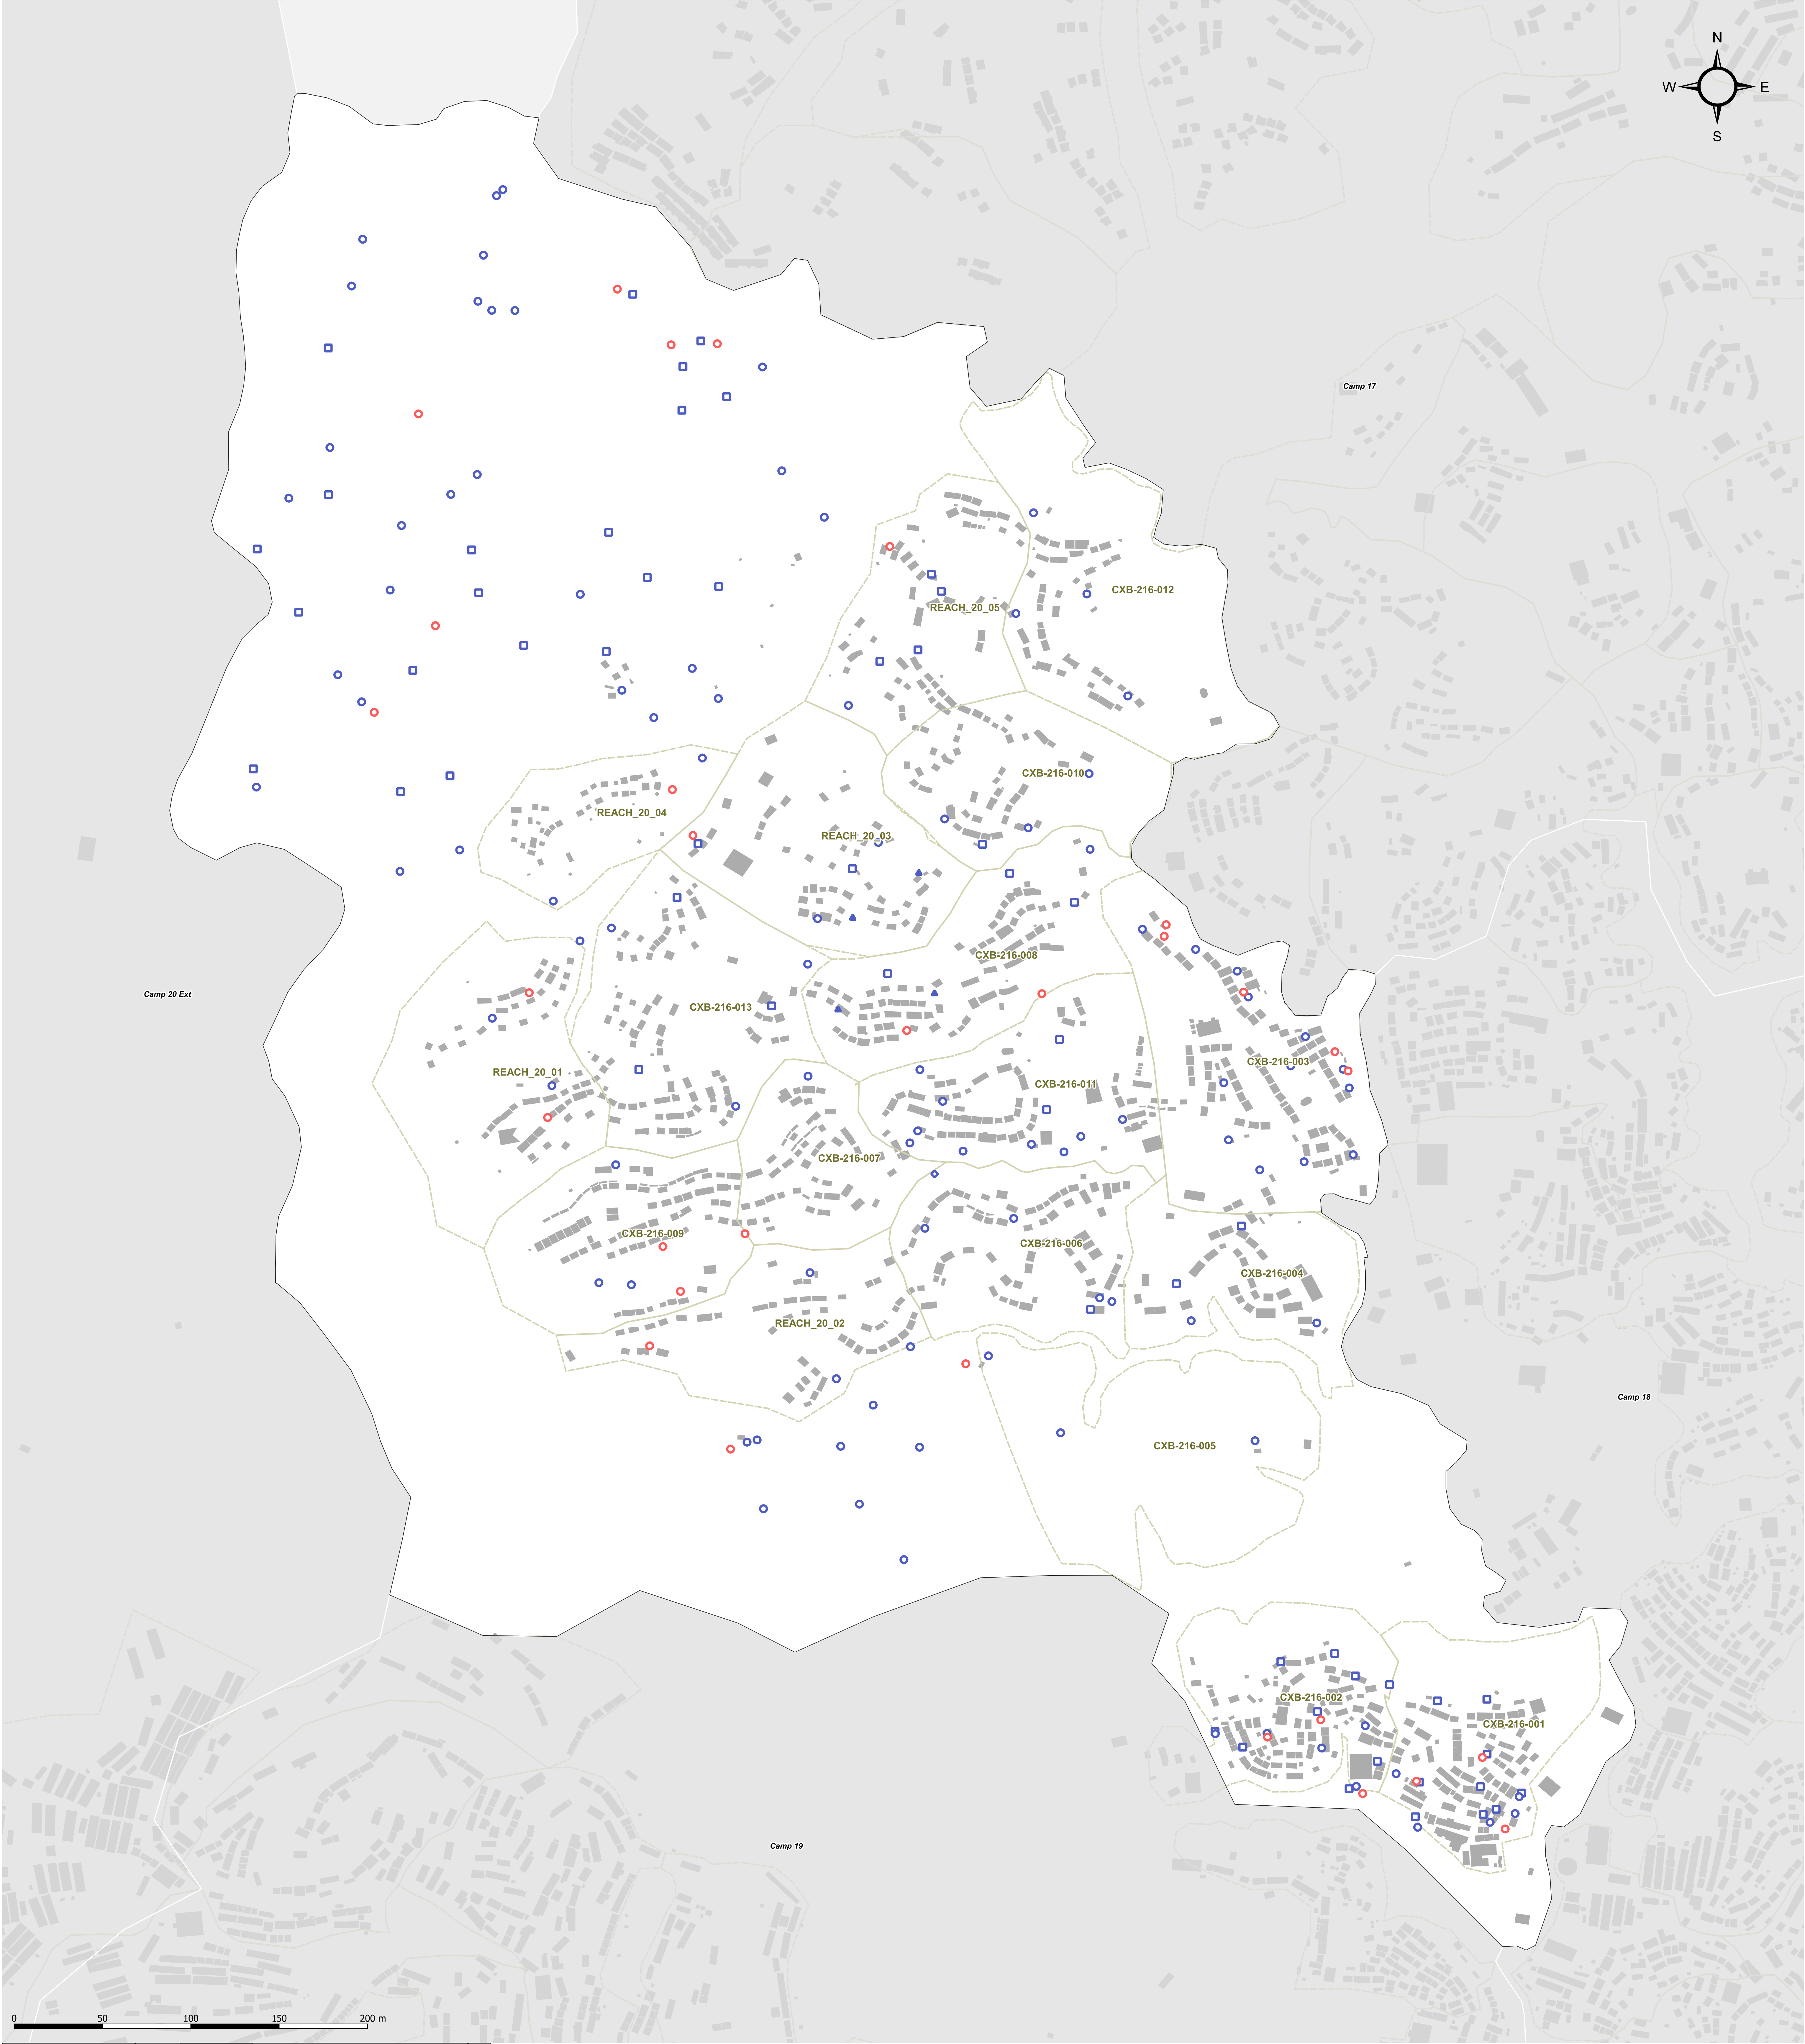 N
W E
S
Camp 17
CXB-216-012
REACH_20_05
CXB-216-010
REACH_20_04
REACH_20_03
CXB-216-008
Camp 20 Ext
CXB-216-013
CXB-216-003
REACH_20_01
CXB-216-011
CXB-216-007
CXB-216-009
CXB-216-006
CXB-216-004
REACH_20_02
Camp 18
CXB-216-005
CXB-216-002
CXB-216-001
Camp 19
0 50 100 150 200 m